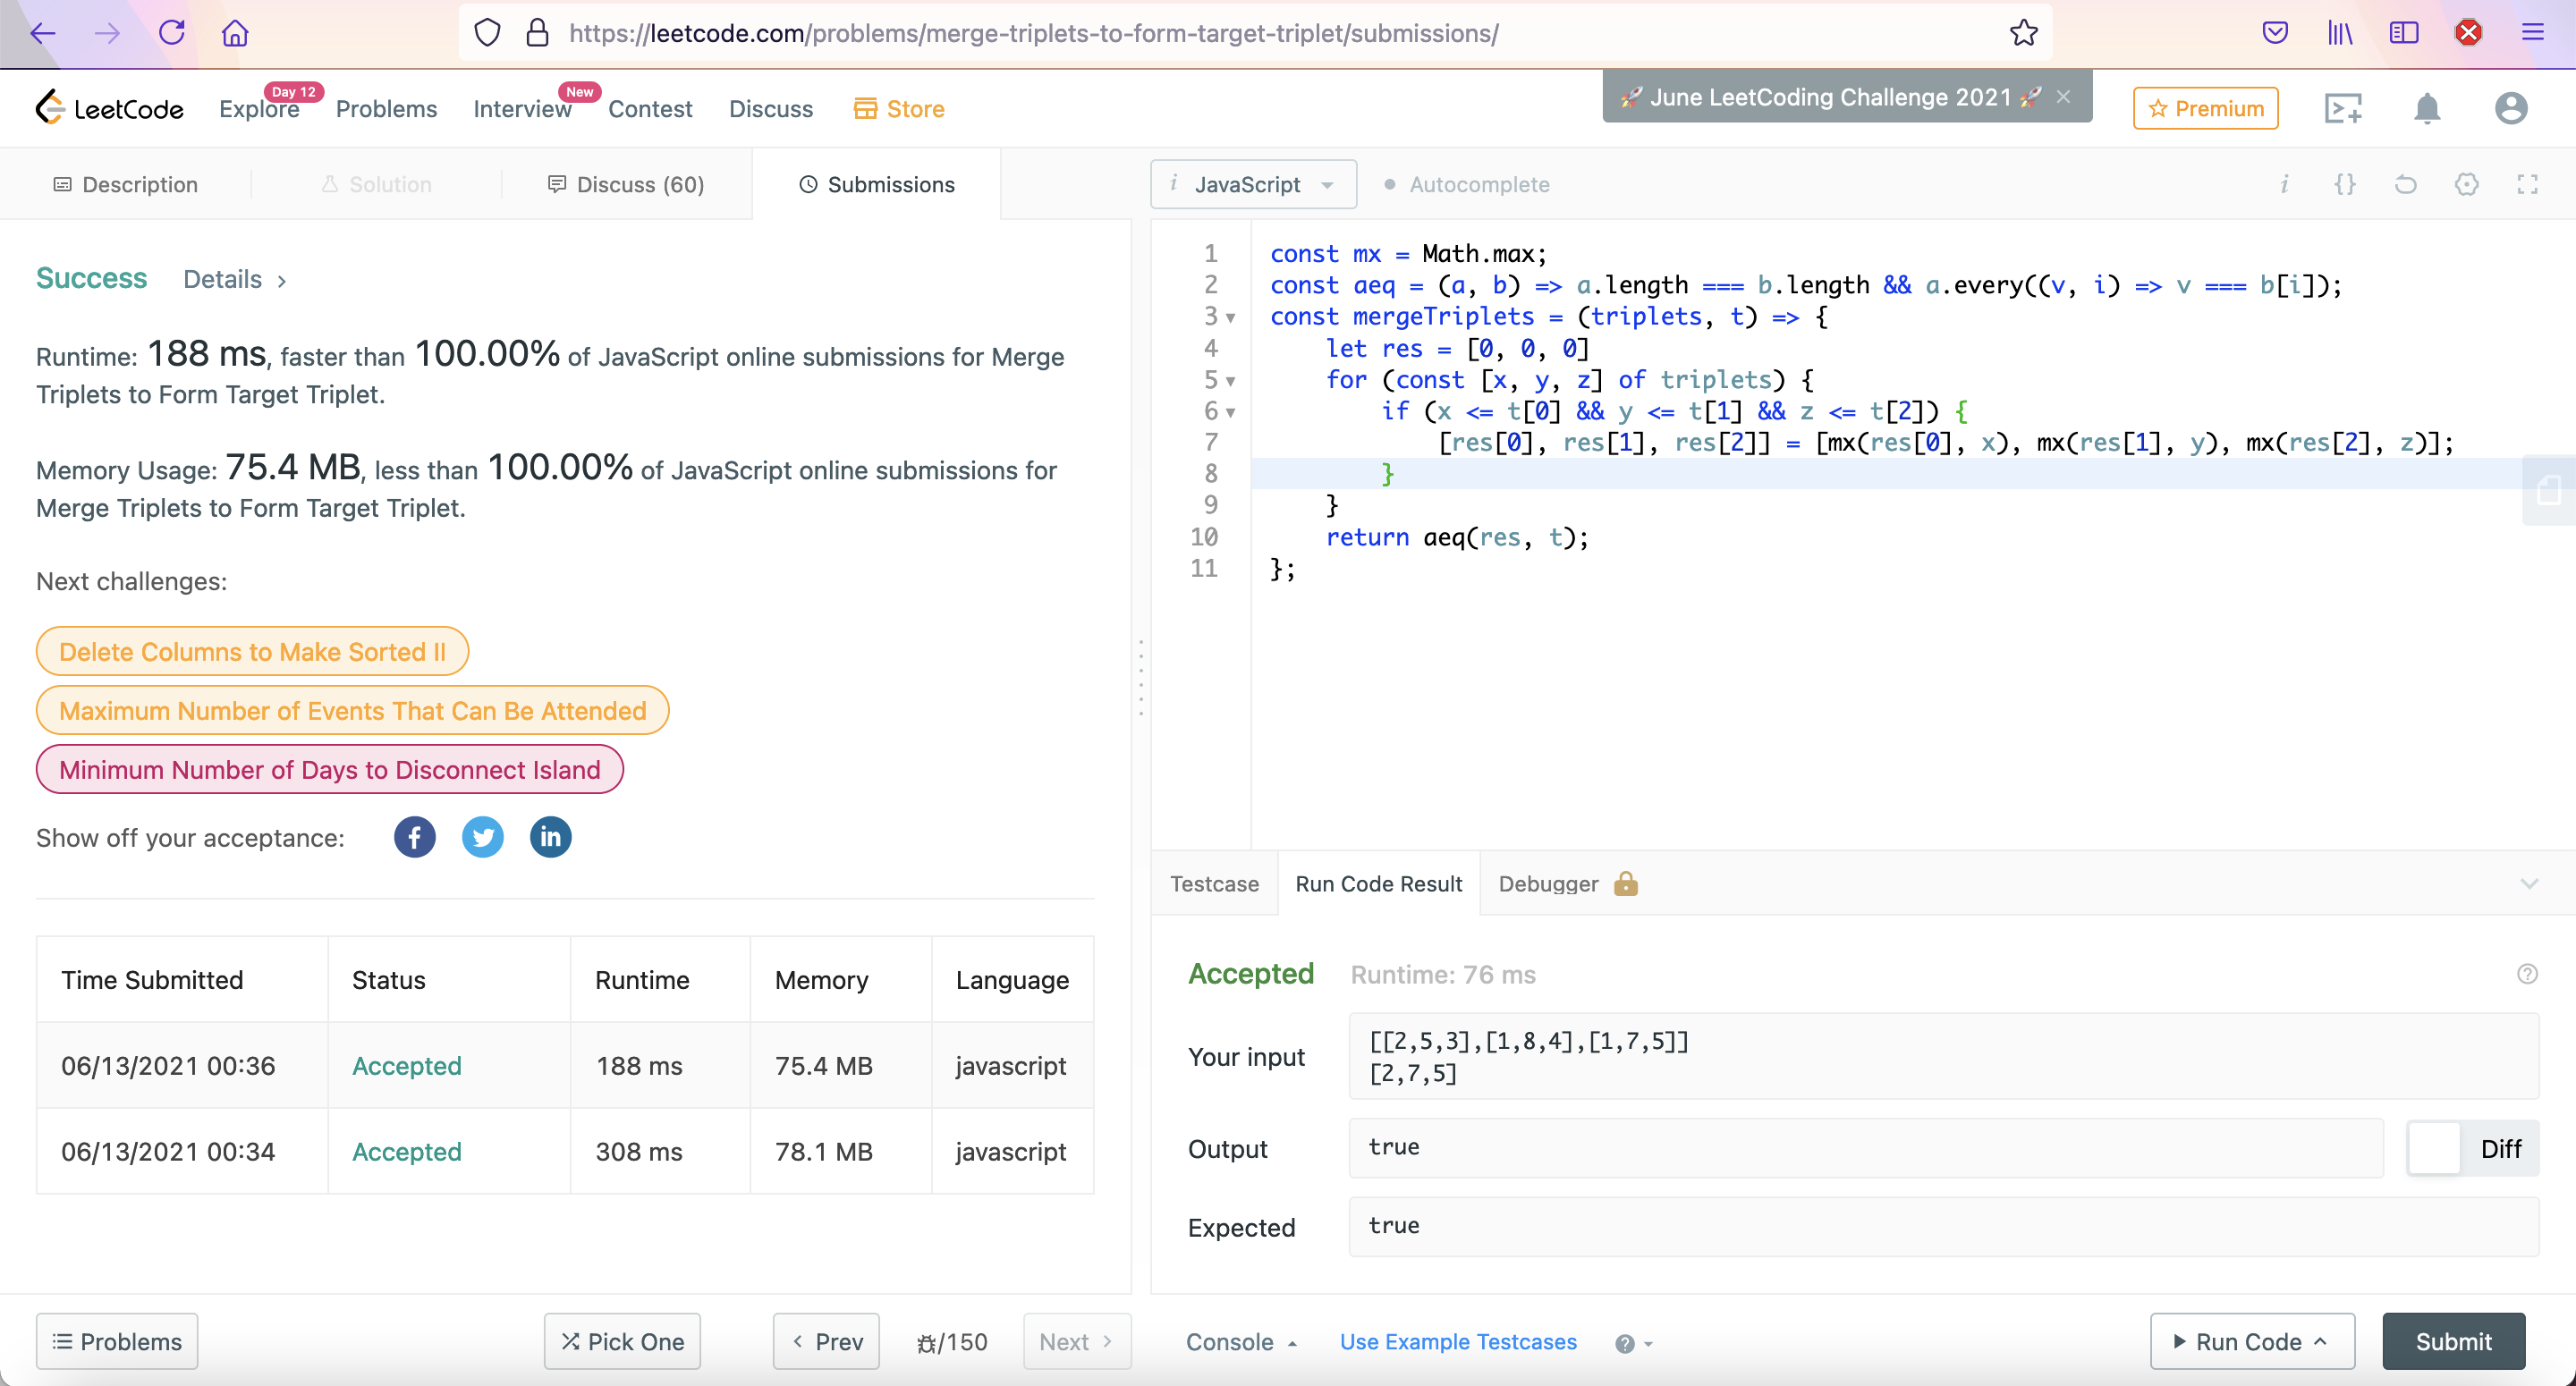 https://leetcode.com/problems/merge-triplets-to-form-target-triplet/submissions/
LeetCode
Explore
Day 12
Problems
Interview
New
Contest
Discuss
Store
🚀 June LeetCoding Challenge 2021 🚀 ×
Premium
Description
Solution
Discuss (60)
Submissions
Success Details >
Runtime: 188 ms, faster than 100.00% of JavaScript online submissions for Merge
Triplets to Form Target Triplet.
Memory Usage: 75.4 MB, less than 100.00% of JavaScript online submissions for
Merge Triplets to Form Target Triplet.
Next challenges:
Delete Columns to Make Sorted II
Maximum Number of Events That Can Be Attended
Minimum Number of Days to Disconnect Island
Show off your acceptance:
Time Submitted Status Runtime Memory Language
06/13/2021 00:36 Accepted 188 ms 75.4 MB javascript
06/13/2021 00:34 Accepted 308 ms 78.1 MB javascript
i JavaScript
Autocomplete
1 const mx = Math.max;
2 const aeq = (a, b) => a.length === b.length && a.every((v, i) => v === b[i]);
3 const mergeTriplets = (triplets, t) => {
4     let res = [0, 0, 0]
5     for (const [x, y, z] of triplets) {
6         if (x <= t[0] && y <= t[1] && z <= t[2]) {
7             [res[0], res[1], res[2]] = [mx(res[0], x), mx(res[1], y), mx(res[2], z)];
8         }
9     }
10     return aeq(res, t);
11 };
Testcase
Run Code Result
Debugger
Accepted Runtime: 76 ms
Your input
[[2,5,3],[1,8,4],[1,7,5]]
[2,7,5]
Output
true
Diff
Expected
true
Problems
Pick One
< Prev
/150
Next >
Console
Use Example Testcases
Run Code
Submit